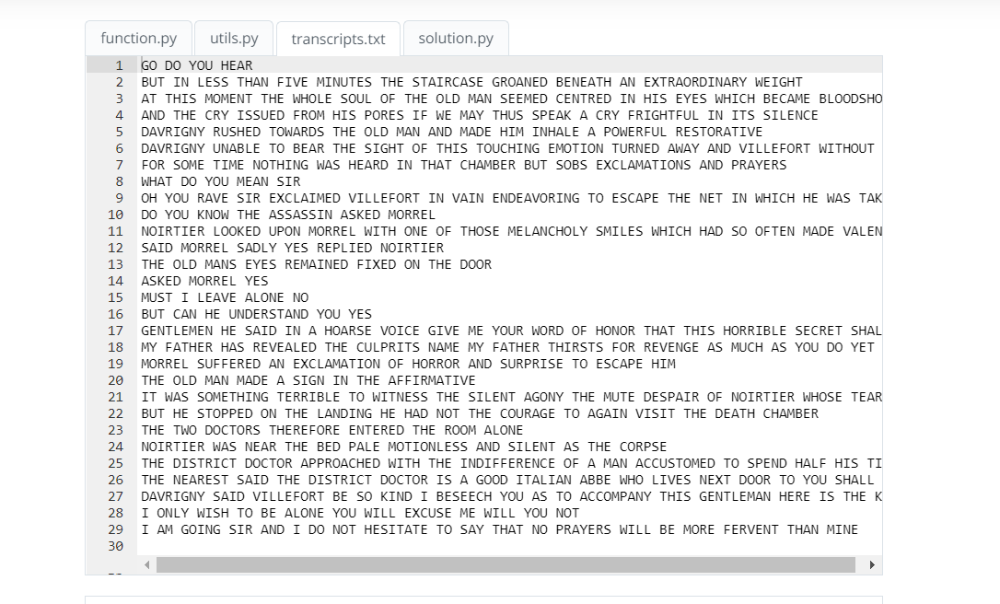 function.py utils.py transcripts.txt solution.py
1 GO DO YOU HEAR
2 BUT IN LESS THAN FIVE MINUTES THE STAIRCASE GROANED BENEATH AN EXTRAORDINARY WEIGHT
3 AT THIS MOMENT THE WHOLE SOUL OF THE OLD MAN SEEMED CENTRED IN HIS EYES WHICH BECAME BLOODSHO
4 AND THE CRY ISSUED FROM HIS PORES IF WE MAY THUS SPEAK A CRY FRIGHTFUL IN ITS SILENCE
5 DAVRIGNY RUSHED TOWARDS THE OLD MAN AND MADE HIM INHALE A POWERFUL RESTORATIVE
6 DAVRIGNY UNABLE TO BEAR THE SIGHT OF THIS TOUCHING EMOTION TURNED AWAY AND VILLEFORT WITHOUT
7 FOR SOME TIME NOTHING WAS HEARD IN THAT CHAMBER BUT SOBS EXCLAMATIONS AND PRAYERS
8 WHAT DO YOU MEAN SIR
9 OH YOU RAVE SIR EXCLAIMED VILLEFORT IN VAIN ENDEAVORING TO ESCAPE THE NET IN WHICH HE WAS TAK
10 DO YOU KNOW THE ASSASSIN ASKED MORREL
11 NOIRTIER LOOKED UPON MORREL WITH ONE OF THOSE MELANCHOLY SMILES WHICH HAD SO OFTEN MADE VALEN
12 SAID MORREL SADLY YES REPLIED NOIRTIER
13 THE OLD MANS EYES REMAINED FIXED ON THE DOOR
14 ASKED MORREL YES
15 MUST I LEAVE ALONE NO
16 BUT CAN HE UNDERSTAND YOU YES
17 GENTLEMEN HE SAID IN A HOARSE VOICE GIVE ME YOUR WORD OF HONOR THAT THIS HORRIBLE SECRET SHAL
18 MY FATHER HAS REVEALED THE CULPRITS NAME MY FATHER THIRSTS FOR REVENGE AS MUCH AS YOU DO YET
19 MORREL SUFFERED AN EXCLAMATION OF HORROR AND SURPRISE TO ESCAPE HIM
20 THE OLD MAN MADE A SIGN IN THE AFFIRMATIVE
21 IT WAS SOMETHING TERRIBLE TO WITNESS THE SILENT AGONY THE MUTE DESPAIR OF NOIRTIER WHOSE TEAR
22 BUT HE STOPPED ON THE LANDING HE HAD NOT THE COURAGE TO AGAIN VISIT THE DEATH CHAMBER
23 THE TWO DOCTORS THEREFORE ENTERED THE ROOM ALONE
24 NOIRTIER WAS NEAR THE BED PALE MOTIONLESS AND SILENT AS THE CORPSE
25 THE DISTRICT DOCTOR APPROACHED WITH THE INDIFFERENCE OF A MAN ACCUSTOMED TO SPEND HALF HIS TI
26 THE NEAREST SAID THE DISTRICT DOCTOR IS A GOOD ITALIAN ABBE WHO LIVES NEXT DOOR TO YOU SHALL
27 DAVRIGNY SAID VILLEFORT BE SO KIND I BESEECH YOU AS TO ACCOMPANY THIS GENTLEMAN HERE IS THE K
28 I ONLY WISH TO BE ALONE YOU WILL EXCUSE ME WILL YOU NOT
29 I AM GOING SIR AND I DO NOT HESITATE TO SAY THAT NO PRAYERS WILL BE MORE FERVENT THAN MINE
30